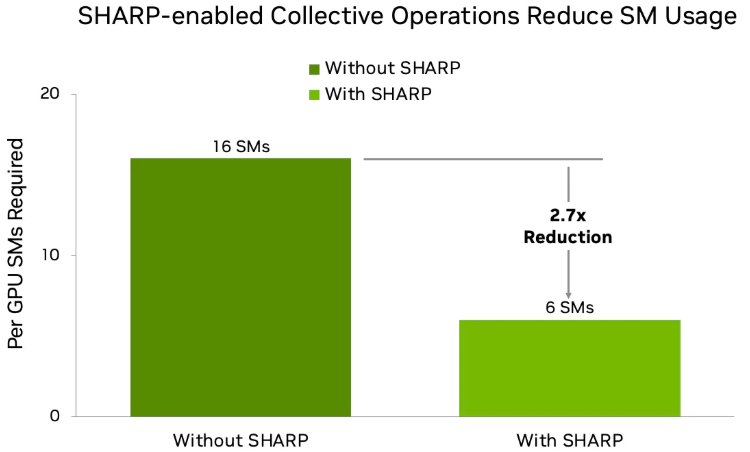 SHARP-enabled Collective Operations Reduce SM Usage
Without SHARP
With SHARP
Per GPU SMs Required
20
10
0
16 SMs
2.7x
Reduction
6 SMs
Without SHARP
With SHARP